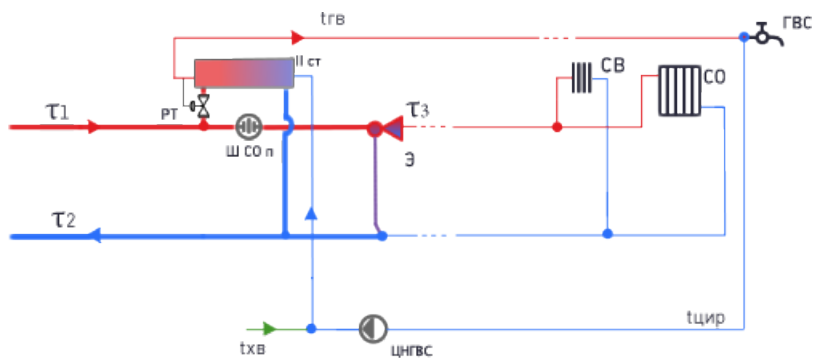 tгв
ГВС
II ст
СВ
СО
τ1
РТ
τ3
Ш СО п
Э
τ2
tцир
tхв
ЦНГВС